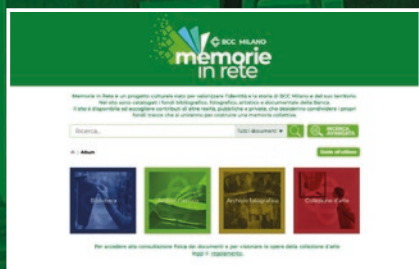 BCC MILANO
memorie
in rete
Memorie in Rete è un progetto culturale nato per valorizzare l'identità e la storia di BCC Milano e del suo territorio.
Nel sito sono catalogati i fondi bibliografico, fotografico, artistico e documentale della Banca.
Il sito è disponibile ad accogliere contributi di altre realtà, pubbliche e private, che desiderino condividere i propri
fondi tracce che si uniscono per costruire una memoria collettiva.
Ricerca...
Tutti i documenti
RICERCA
AVANZATA
Album
Biblioteca
Archivio fotografico
Collezione d'arte
Per accedere alla consultazione fisica dei documenti e per visionare le opere della collezione d'arte
leggi il regolamento.